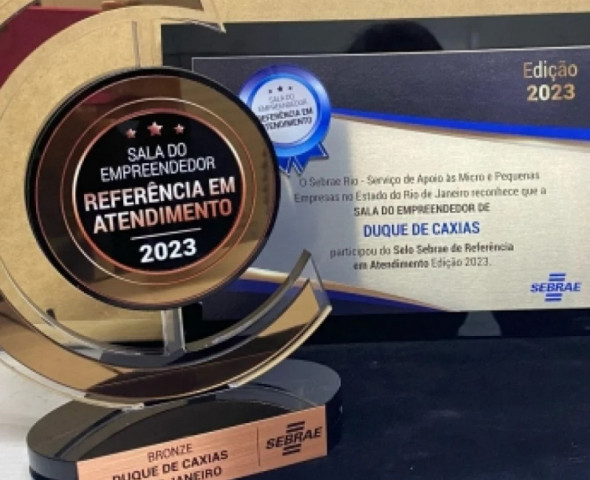 SALA DO
EMPREENDEDOR
REFERÊNCIA EM
ATENDIMENTO
2023
BRONZE
DUQUE DE CAXIAS
JANEIRO
SEBRAE
Edição
2023
SALA DO
EMPREENDEDOR
REFERÊNCIA EM
ATENDIMENTO
O Sebrae Rio - Serviço de Apoio às Micro e Pequenas
Empresas no Estado do Rio de Janeiro reconhece que a
SALA DO EMPREENDEDOR DE
DUQUE DE CAXIAS
participou do Selo Sebrae de Referência
em Atendimento Edição 2023.
SEBRAE